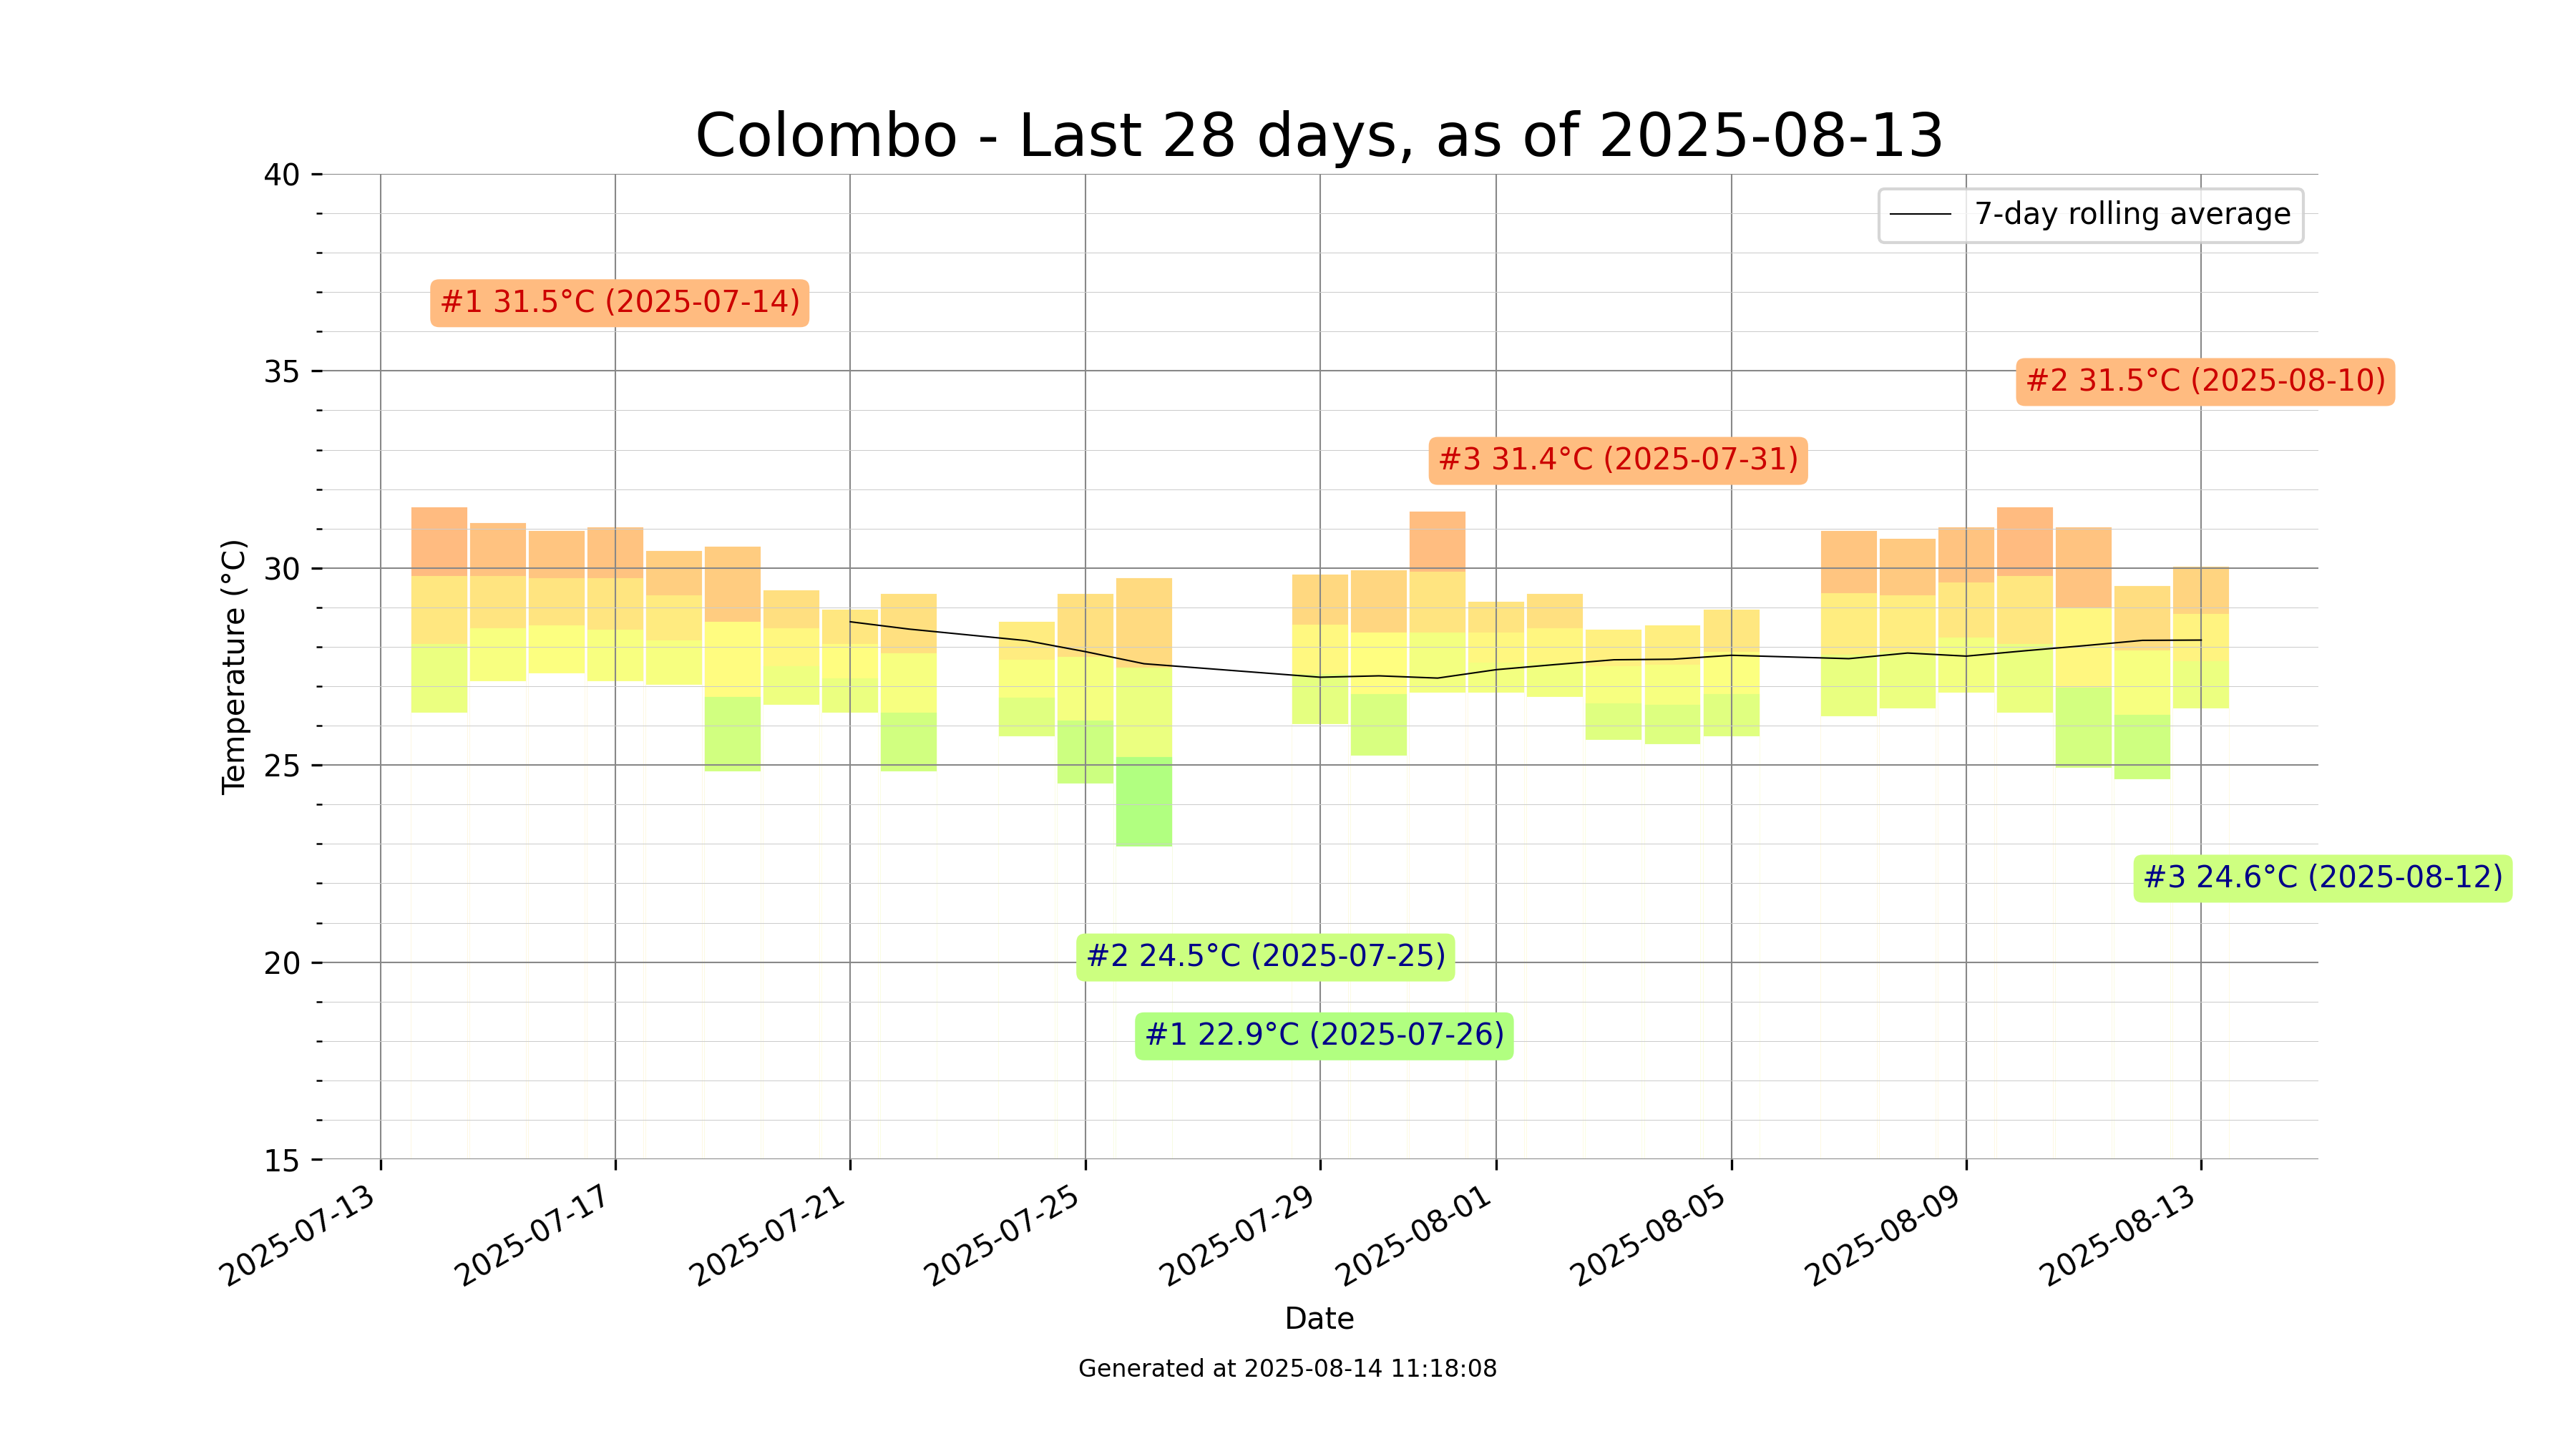 Colombo - Last 28 days, as of 2025-08-13
40
35
30
25
20
15
Temperature (°C)
7-day rolling average
#1 31.5°C (2025-07-14)
#2 31.5°C (2025-08-10)
#3 31.4°C (2025-07-31)
#3 24.6°C (2025-08-12)
#2 24.5°C (2025-07-25)
#1 22.9°C (2025-07-26)
2025-07-13
2025-07-17
2025-07-21
2025-07-25
2025-07-29
2025-08-01
2025-08-05
2025-08-09
2025-08-13
Date
Generated at 2025-08-14 11:18:08